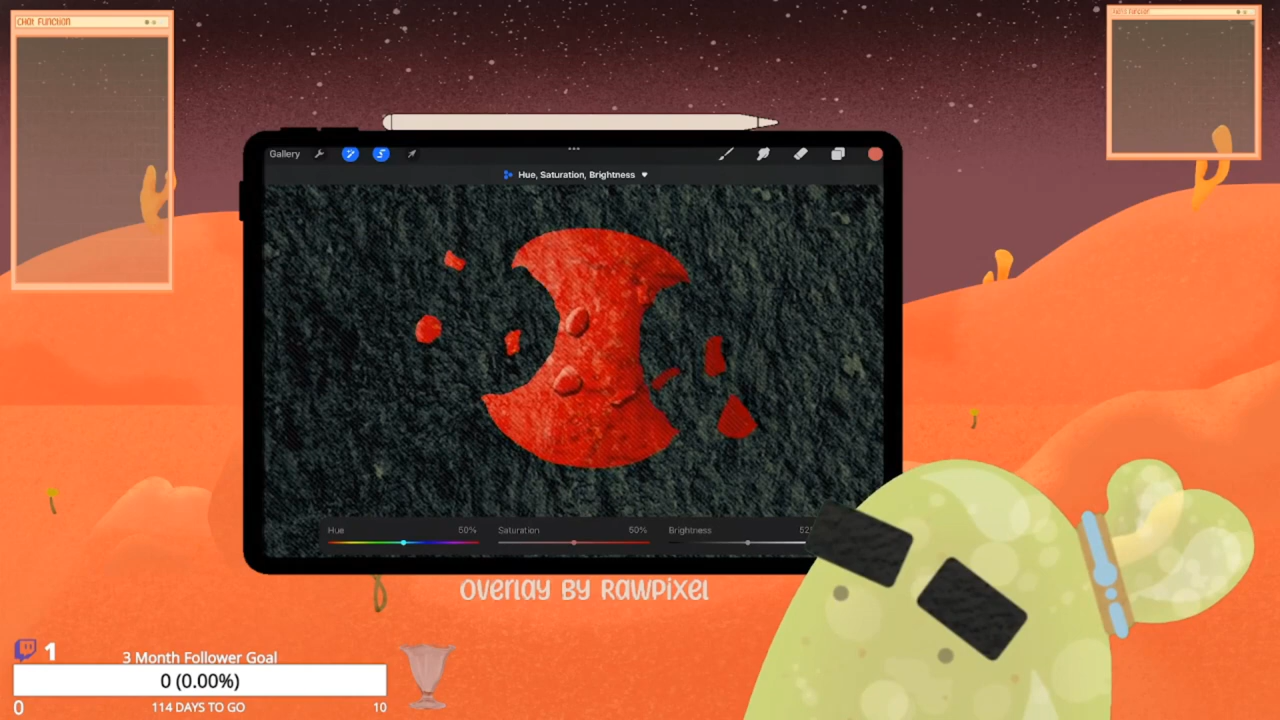 CHAT FUNCTION
Gallery
Hue, Saturation, Brightness
Hue 50% Saturation 50% Brightness
OVERLAY BY RAWPIXEL
1
3 Month Follower Goal
0 (0.00%)
0 114 DAYS TO GO 10